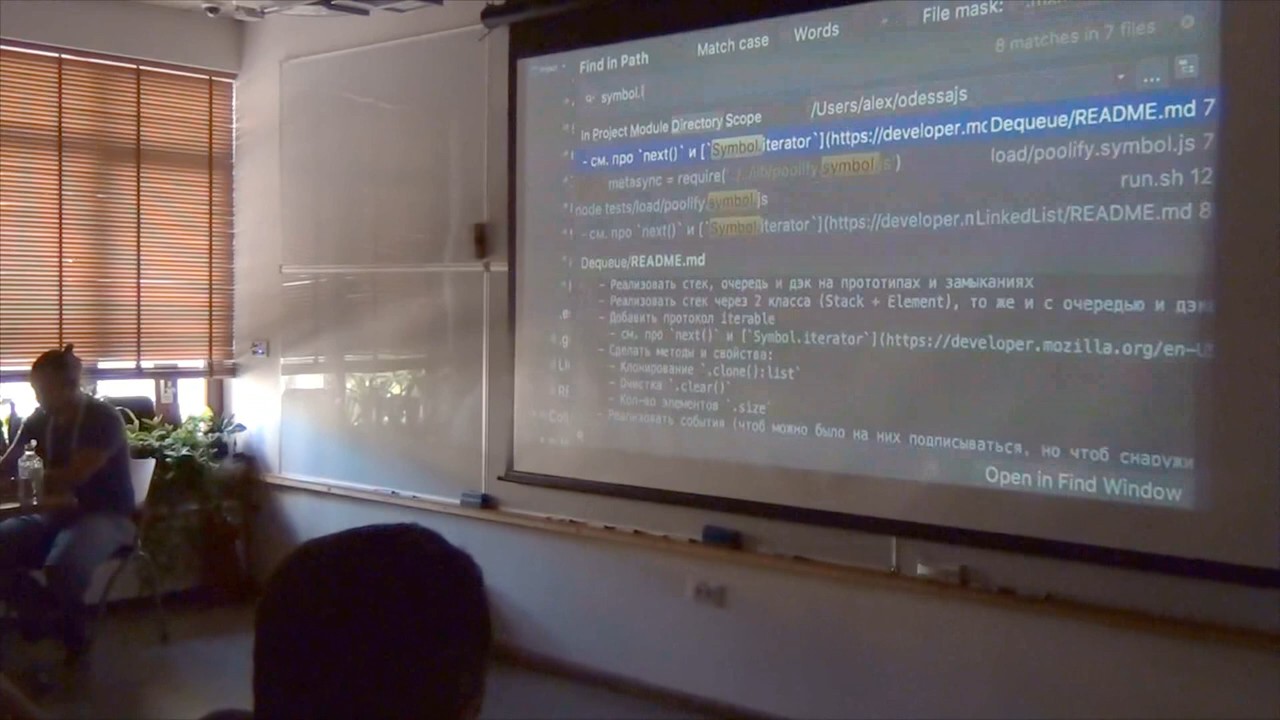 Find in Path Match case Words File mask:
8 matches in 7 files
symbol.
In Project Module Directory Scope /Users/alex/odessajs ...
- см. про `next()` и [`Symbol.iterator`](https://developer.mc Dequeue/README.md 7
metasync = require( poolify.symbol.js') load/poolify.symbol.js 7
node tests/load/poolify.symbol.js run.sh 12
- см. про `next()` и [`Symbol.iterator`](https://developer.n LinkedList/README.md 8
Dequeue/README.md
- Реализовать стек, очередь и дэк на прототипах и замыканиях
- Реализовать стек через 2 класса (Stack + Element), то же и с очередью и дэк
- Добавить протокол iterable
- см. про `next()` и [`Symbol.iterator`](https://developer.mozilla.org/en-US
- Сделать методы и свойства:
- Клонирование `.clone():list`
- Очистка `.clear()`
- Кол-во элементов `.size`
- Реализовать события (чтоб можно было на них подписываться, но чтоб снаружи
Open in Find Window